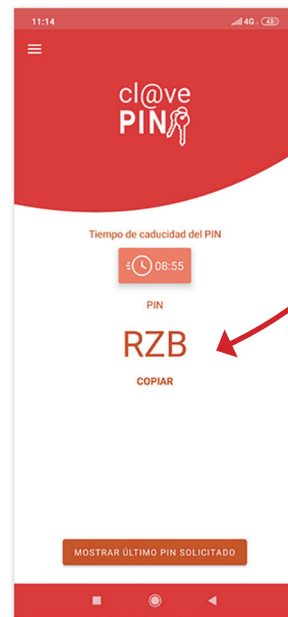 11:14
4G 43
cl@ve
PIN
Tiempo de caducidad del PIN
08:55
PIN
RZB
COPIAR
MOSTRAR ÚLTIMO PIN SOLICITADO